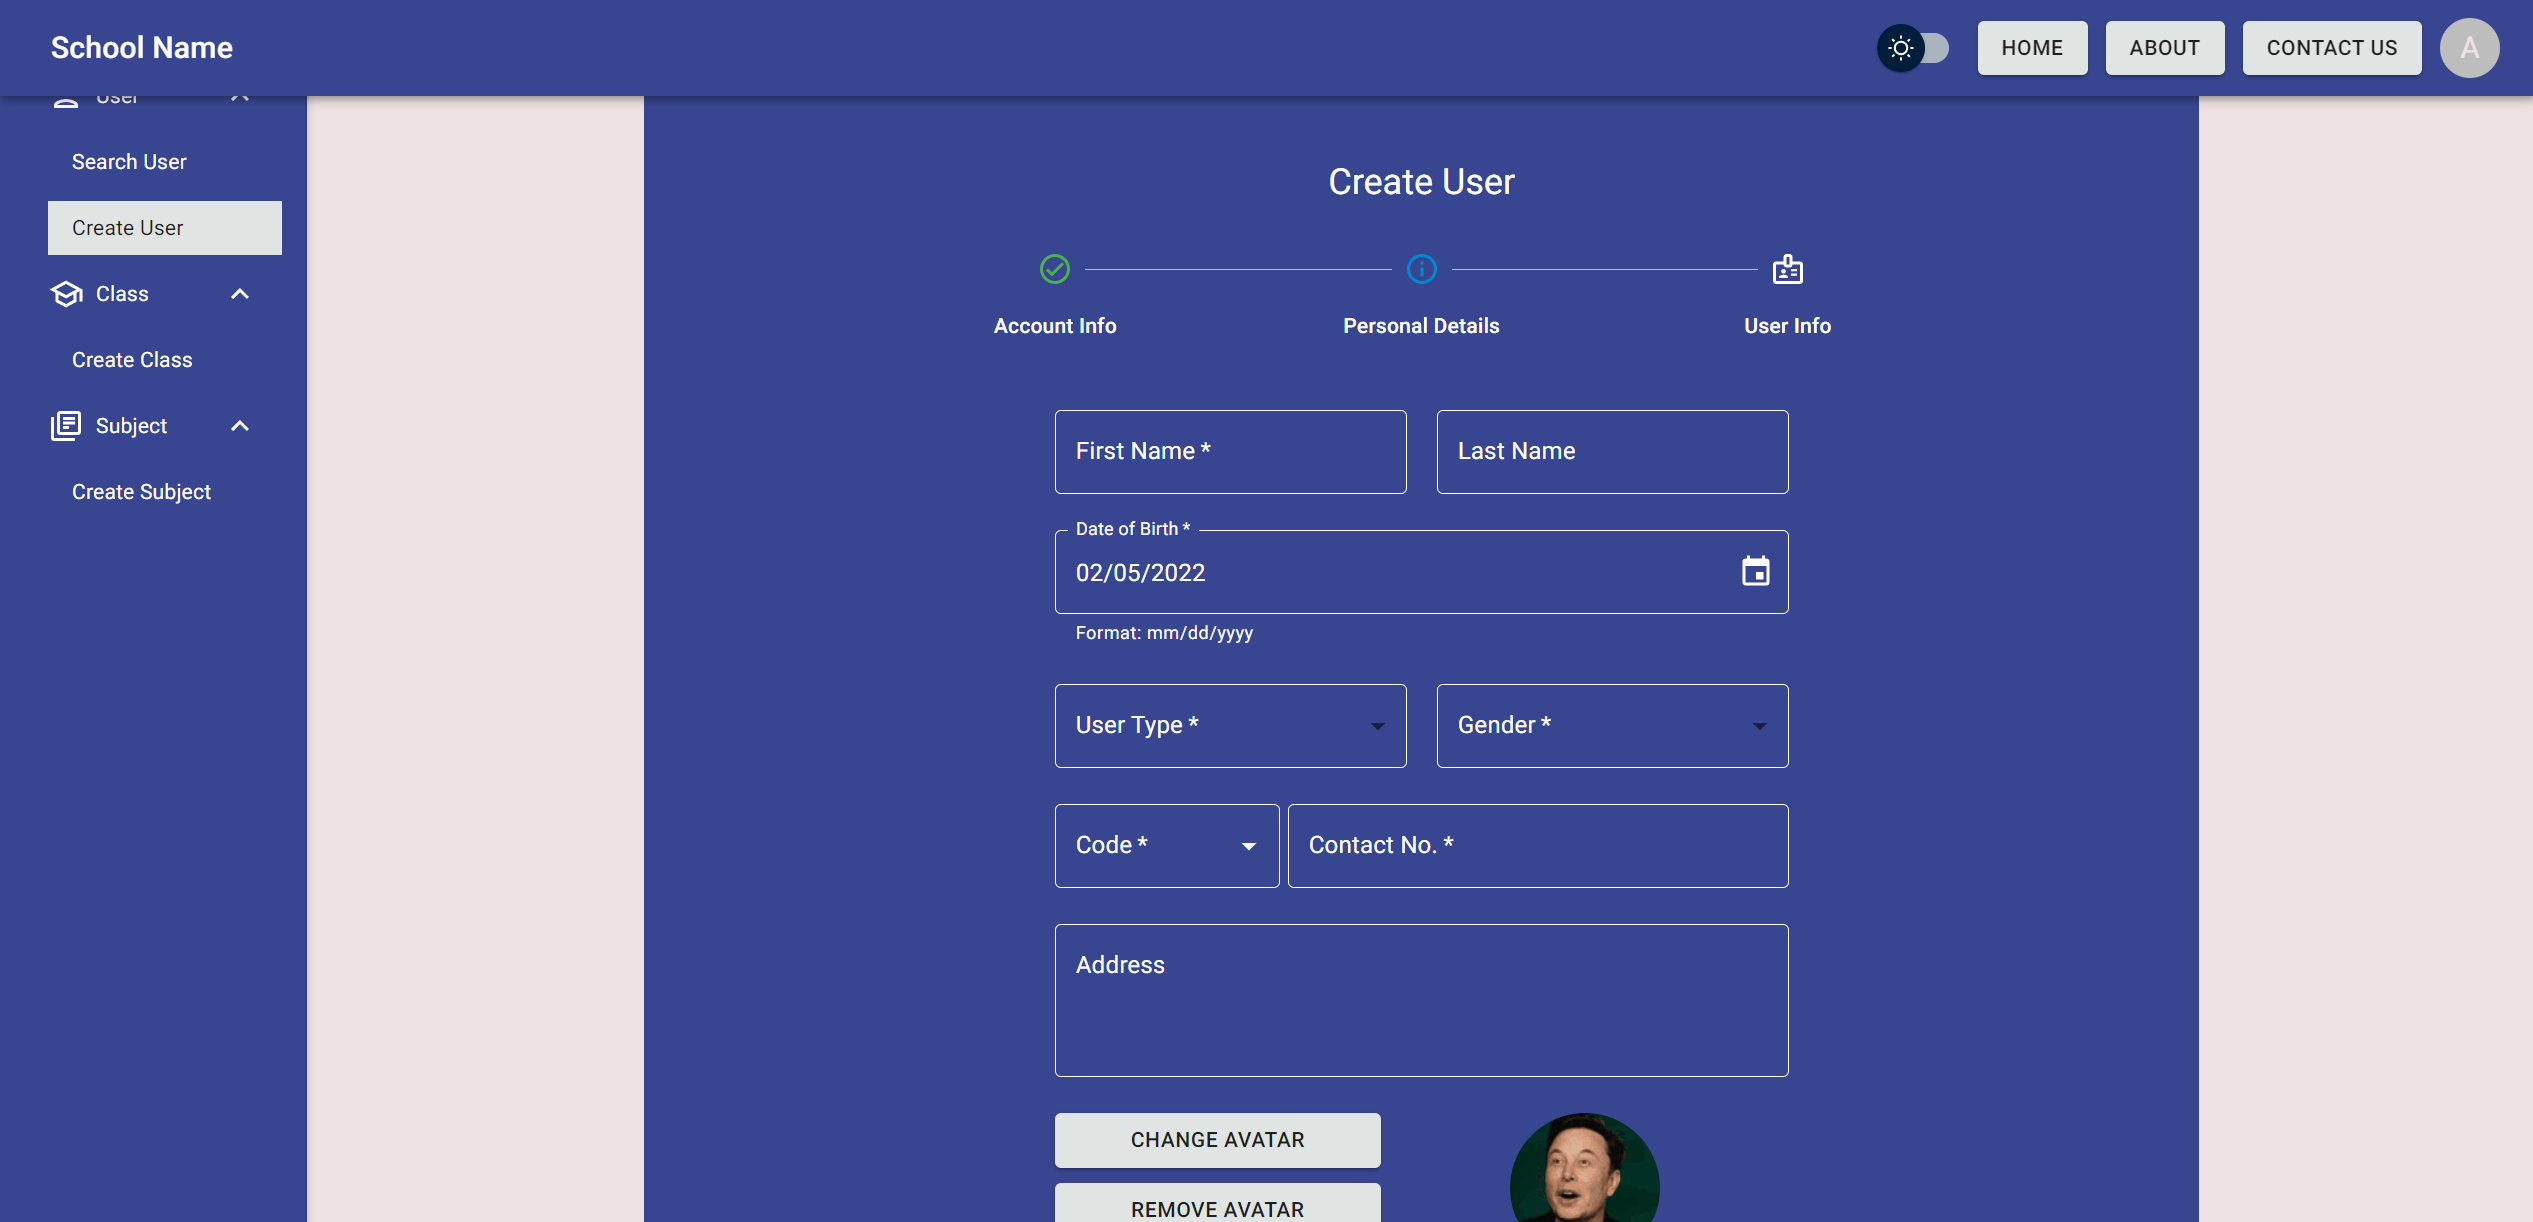 School Name
HOME
ABOUT
CONTACT US
A
User
Search User
Create User
Class
Create Class
Subject
Create Subject
Create User
Account Info
Personal Details
User Info
First Name *
Last Name
Date of Birth *
02/05/2022
Format: mm/dd/yyyy
User Type *
Gender *
Code *
Contact No. *
Address
CHANGE AVATAR
REMOVE AVATAR